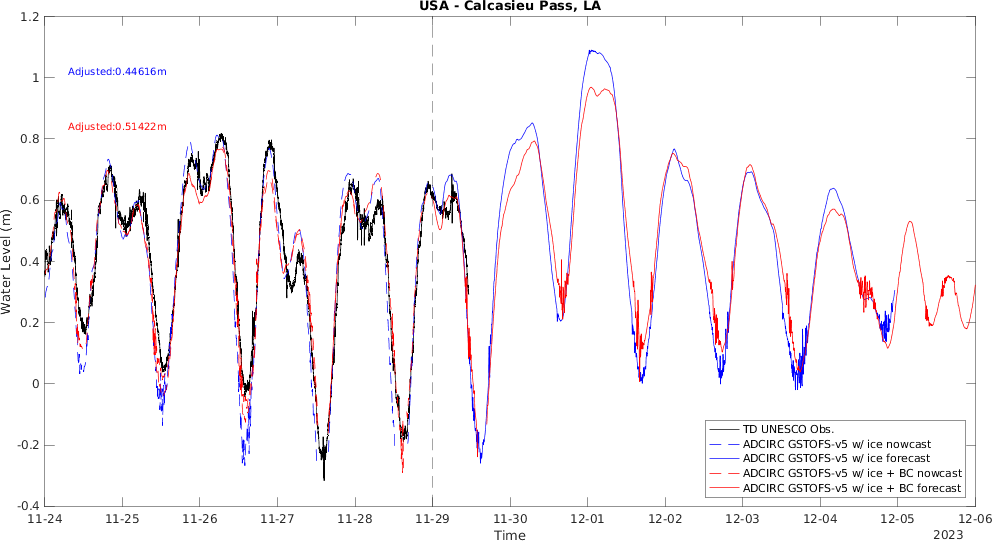 USA - Calcasieu Pass, LA
1.2
1
0.8
0.6
0.4
0.2
0
-0.2
-0.4
Water Level (m)
Adjusted:0.44616m
Adjusted:0.51422m
TD UNESCO Obs.
ADCIRC GSTOFS-v5 w/ ice nowcast
ADCIRC GSTOFS-v5 w/ ice forecast
ADCIRC GSTOFS-v5 w/ ice + BC nowcast
ADCIRC GSTOFS-v5 w/ ice + BC forecast
11-24 11-25 11-26 11-27 11-28 11-29 11-30 12-01 12-02 12-03 12-04 12-05 12-06
Time
2023